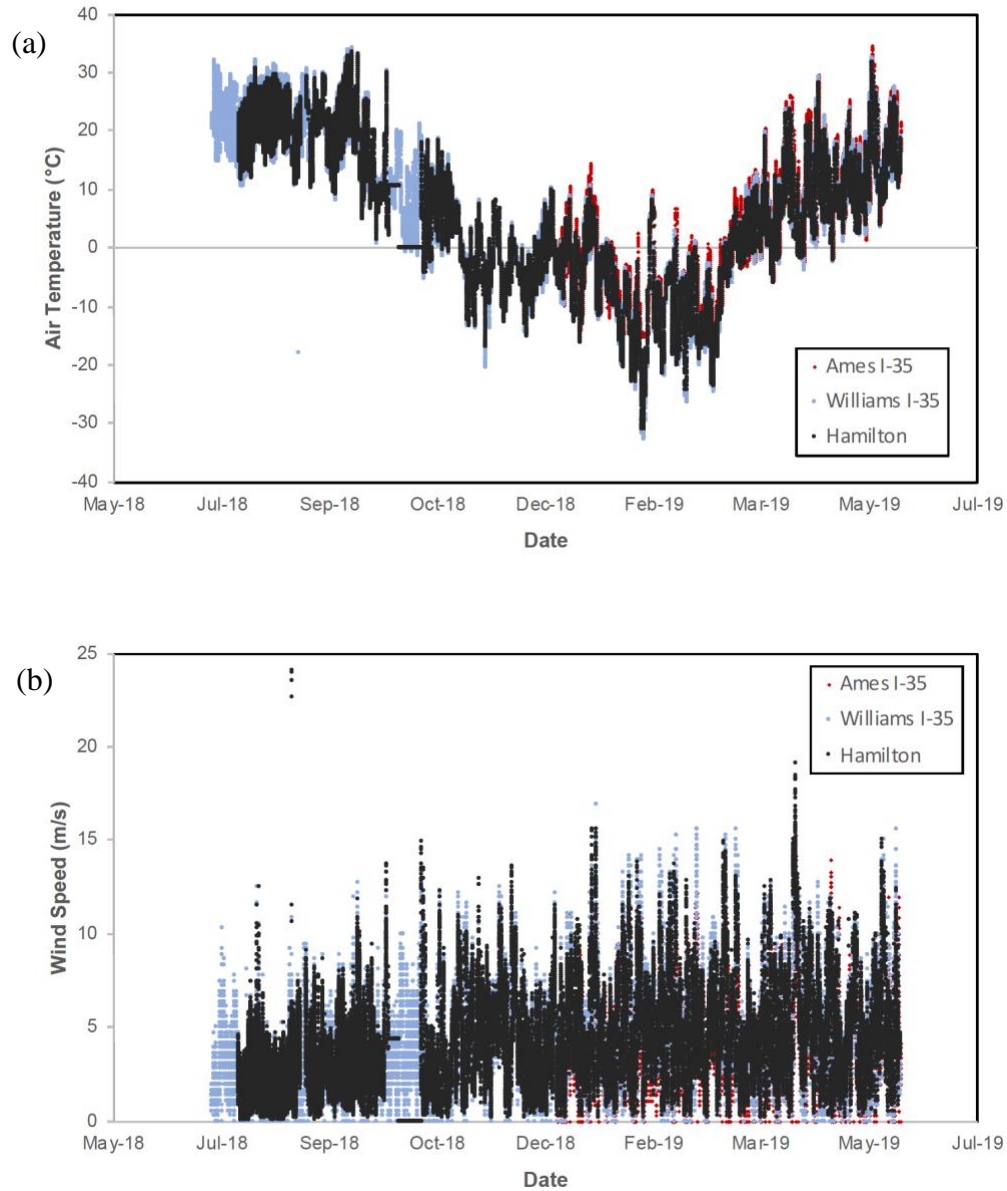 (a)
40
30
20
10
0
-10
-20
-30
-40
Air Temperature (°C)
Ames I-35
Williams I-35
Hamilton
May-18 Jul-18 Sep-18 Oct-18 Dec-18 Feb-19 Mar-19 May-19 Jul-19
Date
(b)
25
20
15
10
5
0
Wind Speed (m/s)
Ames I-35
Williams I-35
Hamilton
May-18 Jul-18 Sep-18 Oct-18 Dec-18 Feb-19 Mar-19 May-19 Jul-19
Date